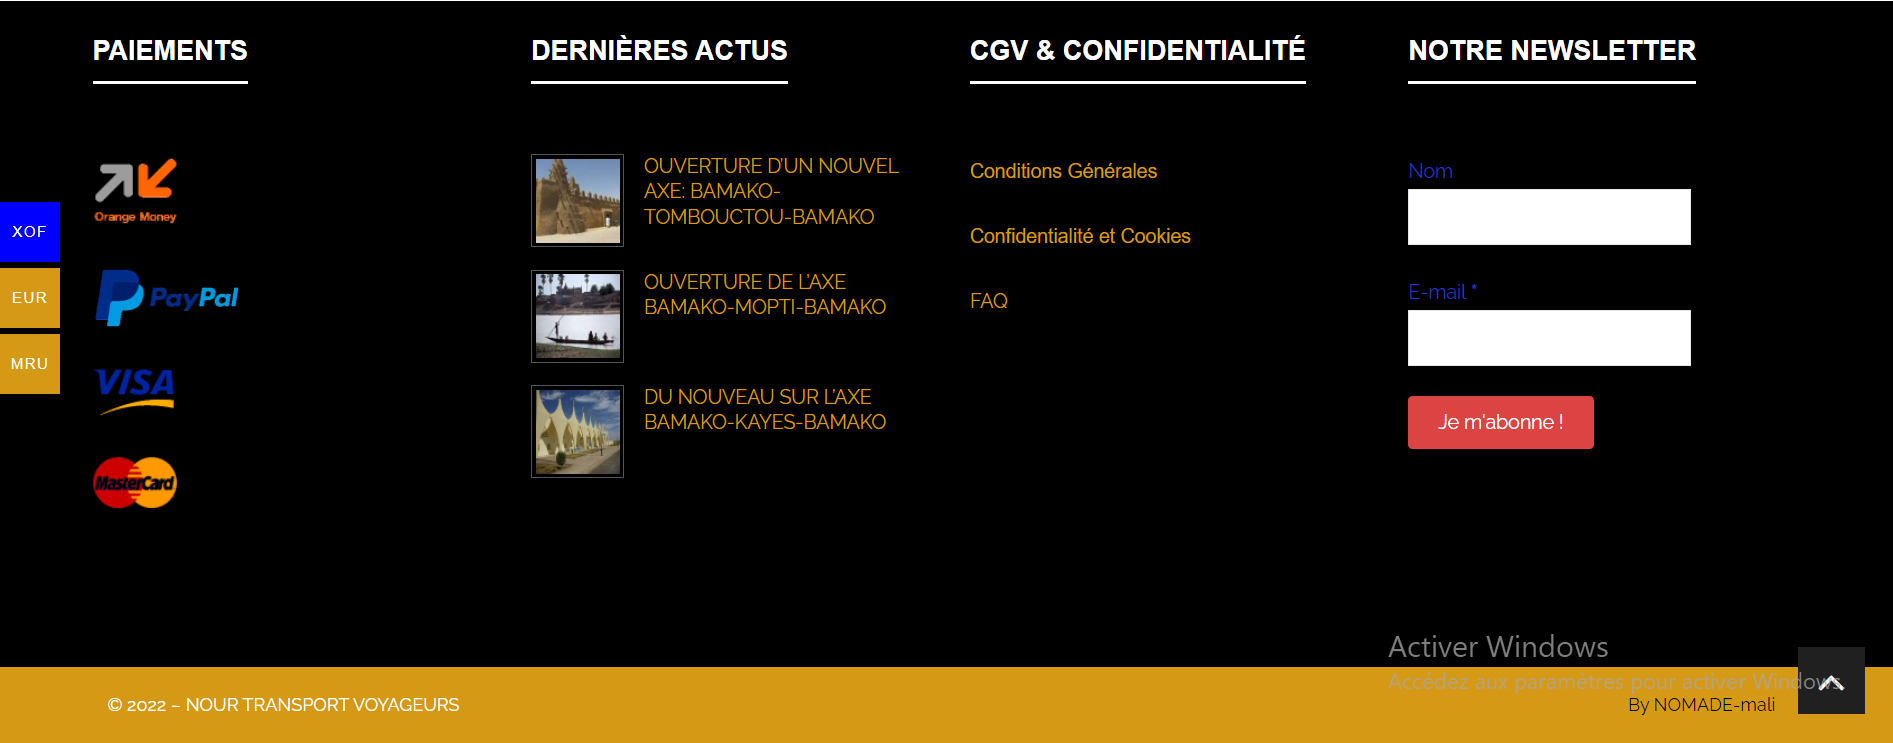 PAIEMENTS
Orange Money
PayPal
VISA
MasterCard
XOF
EUR
MRU
DERNIÈRES ACTUS
OUVERTURE D'UN NOUVEL
AXE: BAMAKO-
TOMBOUCTOU-BAMAKO
OUVERTURE DE L'AXE
BAMAKO-MOPTI-BAMAKO
DU NOUVEAU SUR L'AXE
BAMAKO-KAYES-BAMAKO
CGV & CONFIDENTIALITÉ
Conditions Générales
Confidentialité et Cookies
FAQ
NOTRE NEWSLETTER
Nom
E-mail *
Je m'abonne !
Activer Windows
Accédez aux paramètres pour activer Windows.
© 2022 – NOUR TRANSPORT VOYAGEURS
By NOMADE-mali